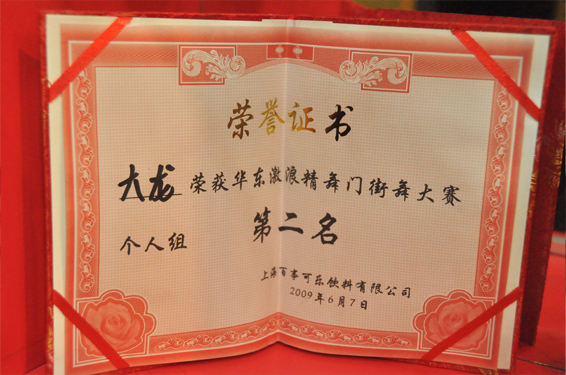 荣誉证书
大龙 荣获华东激浪精舞门街舞大赛
个人组 第二名
上海百事可乐饮料有限公司
2009年6月7日